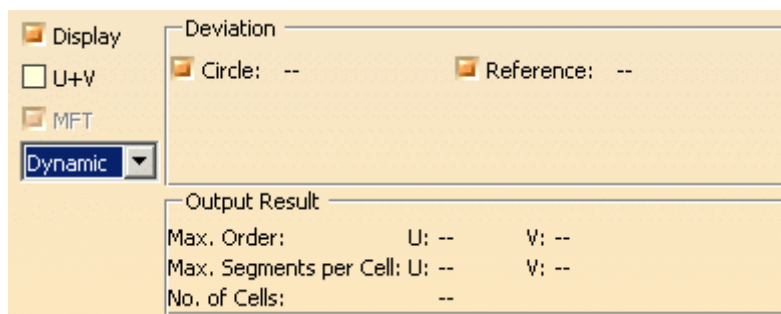 Display
U+V
MFT
Dynamic
Deviation
Circle: -- Reference: --
Output Result
Max. Order: U: -- V: --
Max. Segments per Cell: U: -- V: --
No. of Cells: --